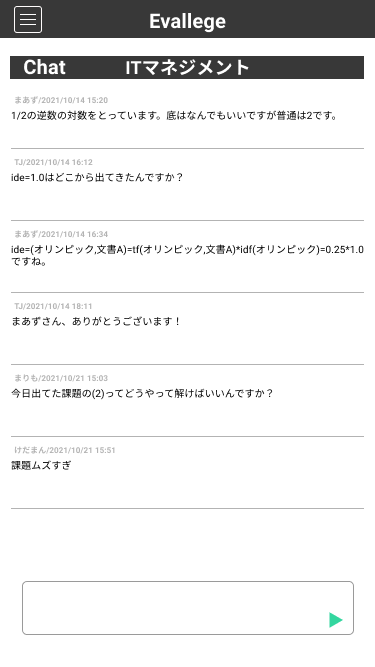 Evallege
Chat ITマネジメント
まあず/2021/10/14 15:20
1/2の逆数の対数をとっています。底はなんでもいいですが普通は2です。
TJ/2021/10/14 16:12
ide=1.0はどこから出てきたんですか？
まあず/2021/10/14 16:34
ide=(オリンピック,文書A)=tf(オリンピック,文書A)*idf(オリンピック)=0.25*1.0
ですね。
TJ/2021/10/14 18:11
まあずさん、ありがとうございます！
まりも/2021/10/21 15:03
今日出てた課題の(2)ってどうやって解けばいいんですか？
けだまん/2021/10/21 15:51
課題ムズすぎ